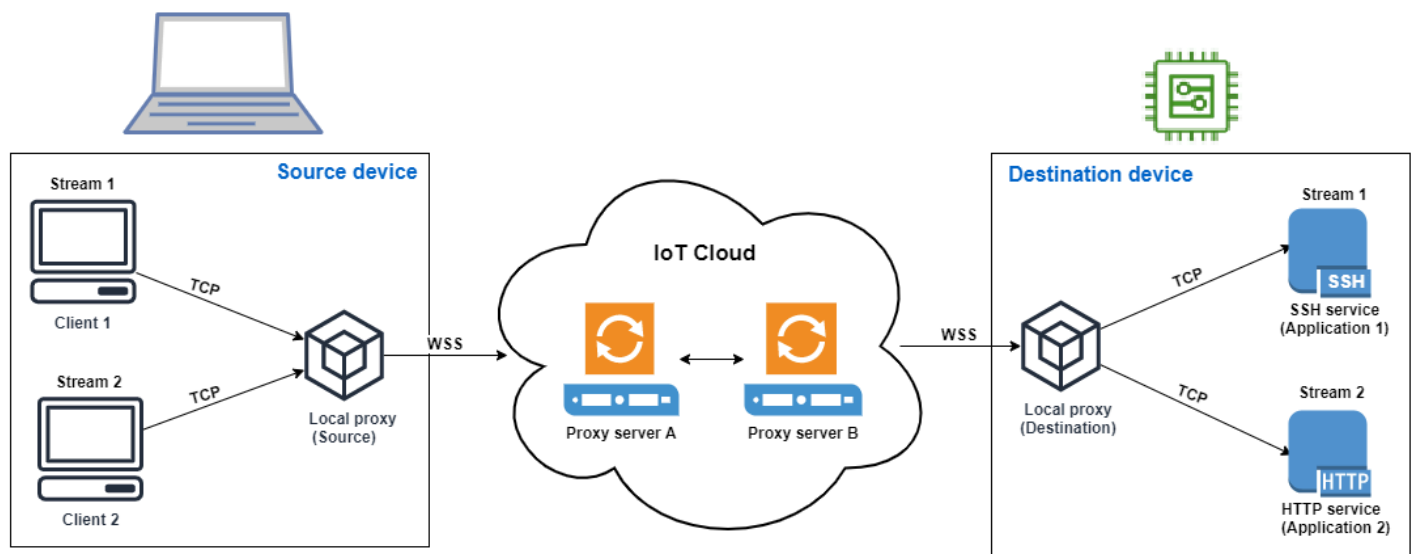 Source device
Stream 1
TCP
Client 1
Stream 2
TCP
Client 2
Local proxy
(Source)
WSS
IoT Cloud
Proxy server A
Proxy server B
WSS
Destination device
Local proxy
(Destination)
TCP
Stream 1
SSH
SSH service
(Application 1)
TCP
Stream 2
HTTP
HTTP service
(Application 2)